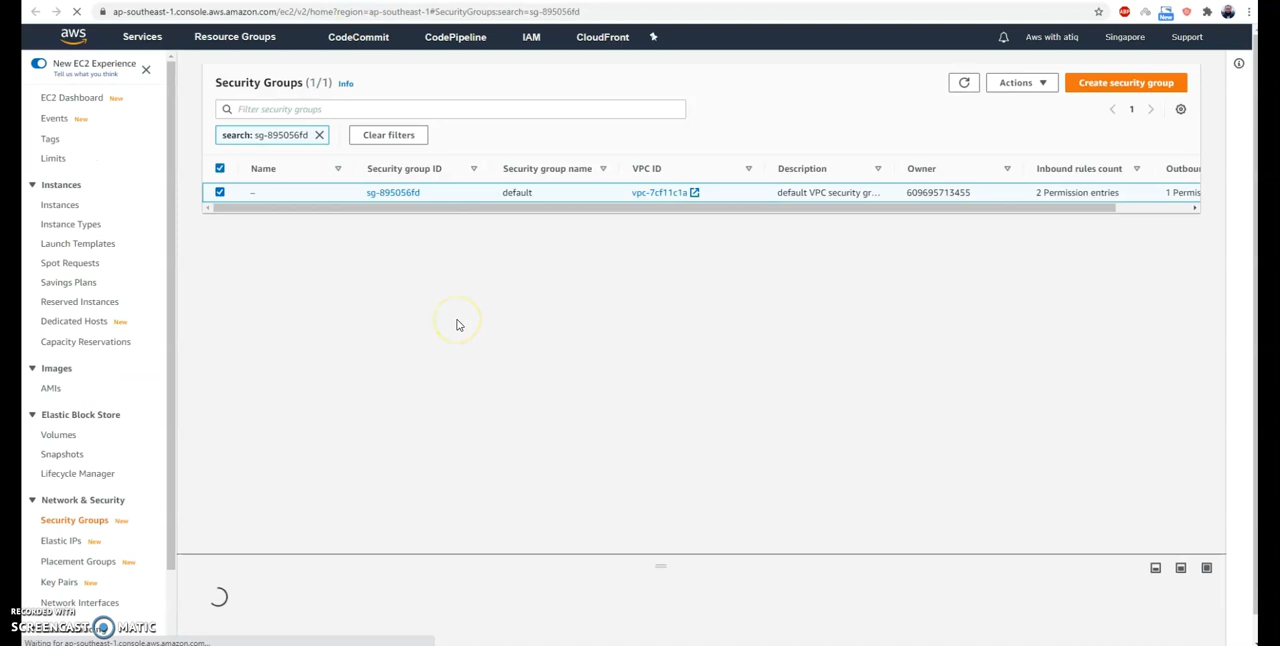 ap-southeast-1.console.aws.amazon.com/ec2/v2/home?region=ap-southeast-1#SecurityGroups:search=sg-895056fd
ABP
New
aws
Services
Resource Groups
CodeCommit
CodePipeline
IAM
CloudFront
Aws with atiq
Singapore
Support
New EC2 Experience
Tell us what you think
EC2 Dashboard New
Events New
Tags
Limits
Instances
Instances
Instance Types
Launch Templates
Spot Requests
Savings Plans
Reserved Instances
Dedicated Hosts New
Capacity Reservations
Images
AMIs
Elastic Block Store
Volumes
Snapshots
Lifecycle Manager
Network & Security
Security Groups New
Elastic IPs New
Placement Groups New
Key Pairs New
Network Interfaces
Security Groups (1/1) Info
Actions
Create security group
Filter security groups
1
search: sg-895056fd
Clear filters
Name Security group ID Security group name VPC ID Description Owner Inbound rules count Outbour
– sg-895056fd default vpc-7cf11c1a default VPC security gr... 609695713455 2 Permission entries 1 Permis
RECORDED WITH
SCREENCAST MATIC
Waiting for ap-southeast-1.console.aws.amazon.com...